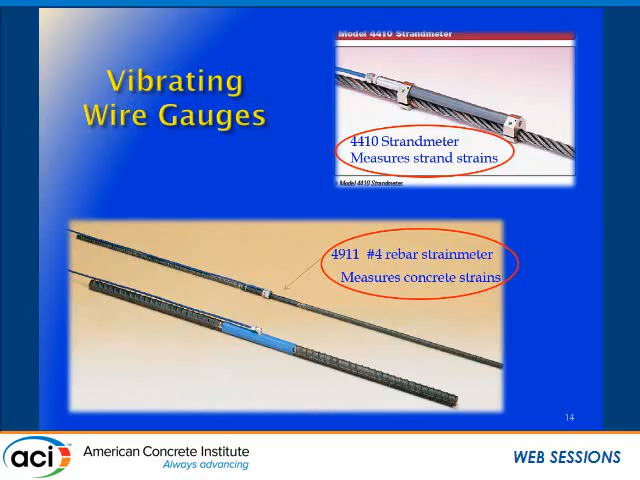 Vibrating
Wire Gauges
Model 4410 Strandmeter
4410 Strandmeter
Measures strand strains
Model 4410 Strandmeter.
4911 #4 rebar strainmeter
Measures concrete strains
14
aci
American Concrete Institute
Always advancing
WEB SESSIONS